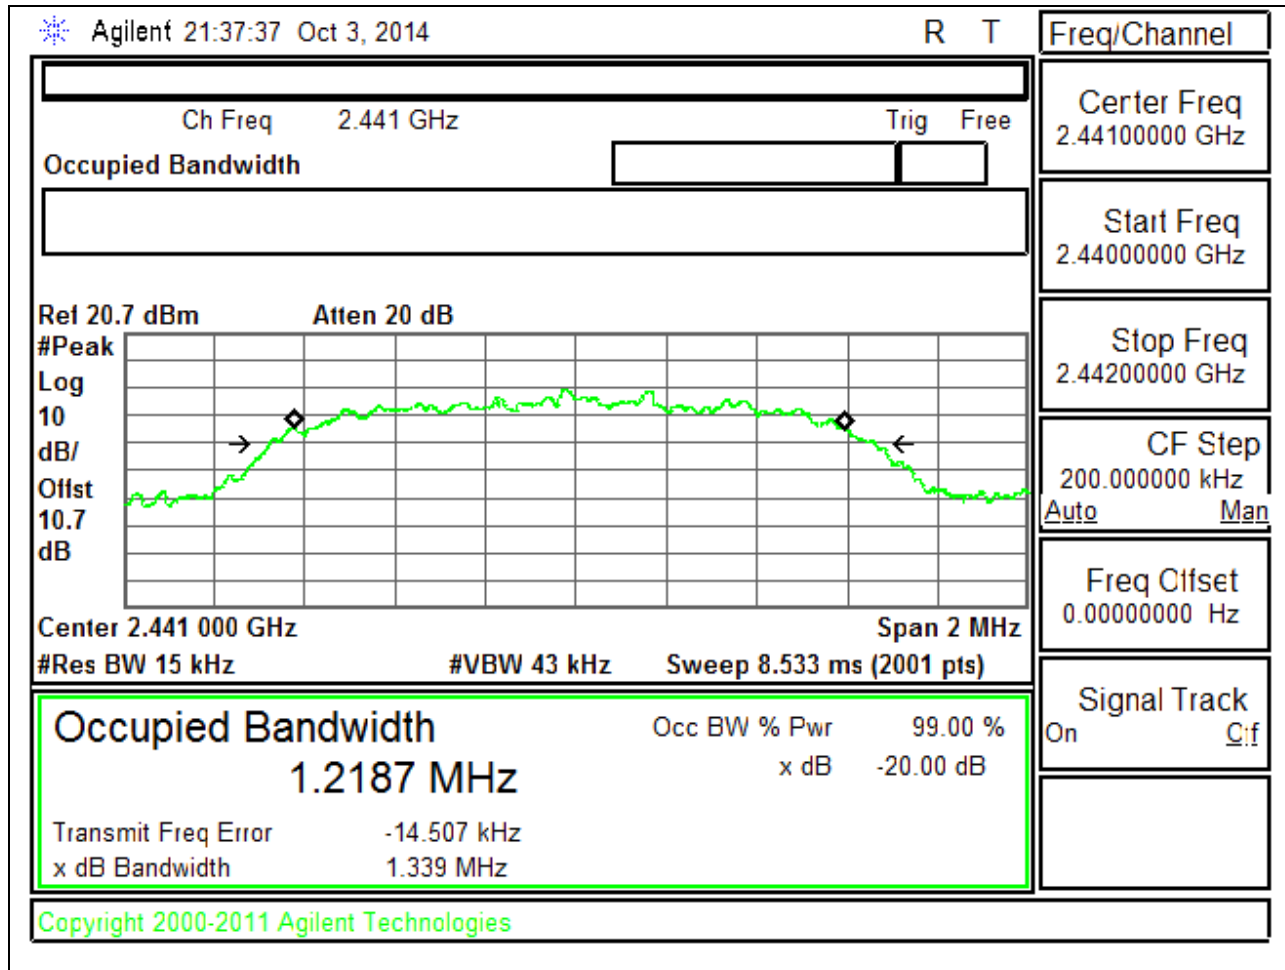 Agilent 21:37:37 Oct 3, 2014 R T
Freq/Channel
Ch Freq 2.441 GHz Trig Free
Occupied Bandwidth
Center Freq
2.44100000 GHz
Start Freq
2.44000000 GHz
Stop Freq
2.44200000 GHz
CF Step
200.000000 kHz
Auto Man
Freq Offset
0.00000000 Hz
Signal Track
On Off
Ref 20.7 dBm Atten 20 dB
#Peak
Log
10
dB/
Offst
10.7
dB
Center 2.441 000 GHz Span 2 MHz
#Res BW 15 kHz #VBW 43 kHz Sweep 8.533 ms (2001 pts)
Occupied Bandwidth
1.2187 MHz
Occ BW % Pwr 99.00 %
x dB -20.00 dB
Transmit Freq Error -14.507 kHz
x dB Bandwidth 1.339 MHz
Copyright 2000-2011 Agilent Technologies